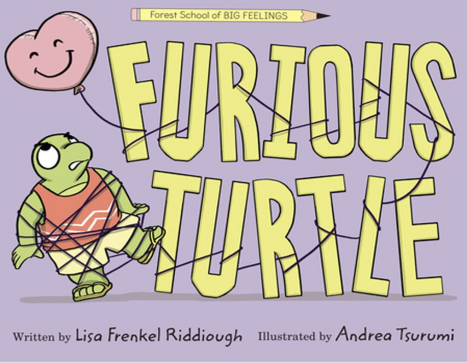 Forest School of BIG FEELINGS
FURIOUS
TURTLE
Written by Lisa Frenkel Riddiough Illustrated by Andrea Tsurumi